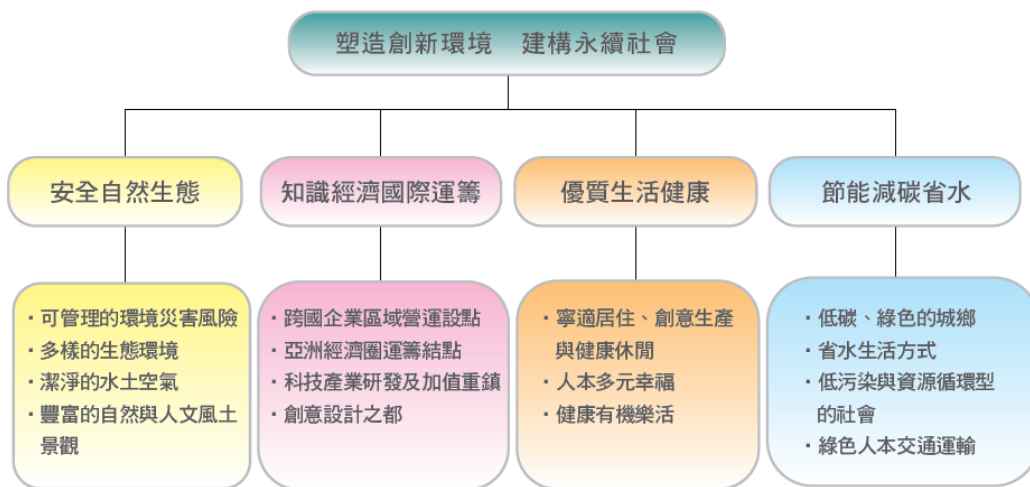 塑造創新環境　建構永續社會
安全自然生態
・可管理的環境災害風險
・多樣的生態環境
・潔淨的水土空氣
・豐富的自然與人文風土
景觀
知識經濟國際運籌
・跨國企業區域營運設點
・亞洲經濟圈運籌結點
・科技產業研發及加值重鎮
・創意設計之都
優質生活健康
・寧適居住、創意生產
與健康休閒
・人本多元幸福
・健康有機樂活
節能減碳省水
・低碳、綠色的城鄉
・省水生活方式
・低污染與資源循環型
的社會
・綠色人本交通運輸